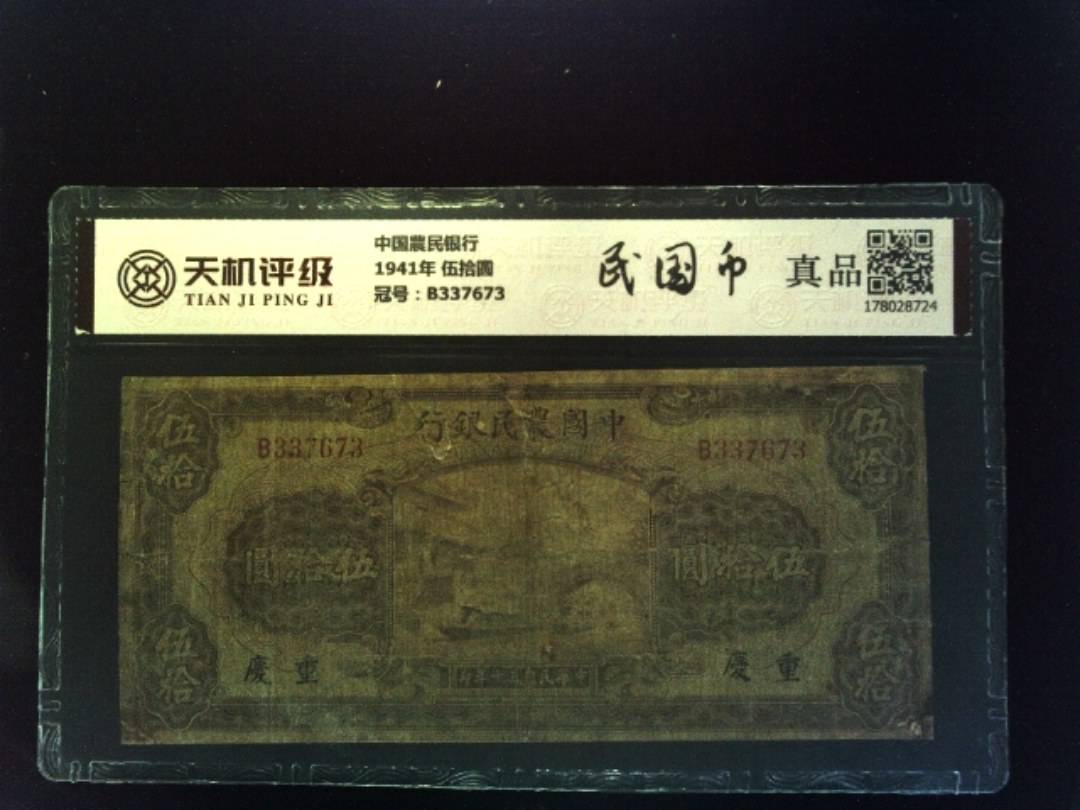 天机评级
TIAN JI PING JI
中国農民银行
1941年 伍拾圓
冠号：B337673
民国币
真品
178028724
行銀民農國中
B337673
B337673
伍拾
伍拾
圓拾伍
圓拾伍
慶重
慶重
伍拾
伍拾